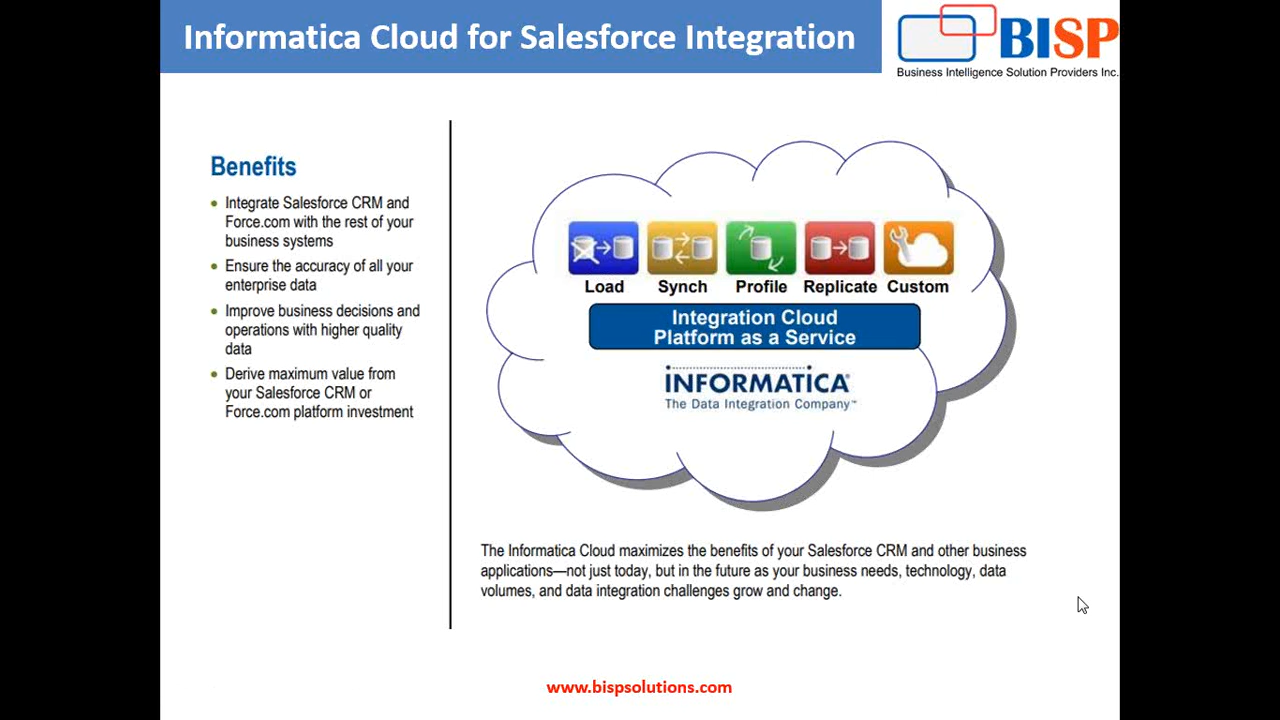 Informatica Cloud for Salesforce Integration
BISP
Business Intelligence Solution Providers Inc.
Benefits
Integrate Salesforce CRM and
Force.com with the rest of your
business systems
Ensure the accuracy of all your
enterprise data
Improve business decisions and
operations with higher quality
data
Derive maximum value from
your Salesforce CRM or
Force.com platform investment
Load Synch Profile Replicate Custom
Integration Cloud
Platform as a Service
INFORMATICA®
The Data Integration Company™
The Informatica Cloud maximizes the benefits of your Salesforce CRM and other business
applications—not just today, but in the future as your business needs, technology, data
volumes, and data integration challenges grow and change.
www.bispsolutions.com